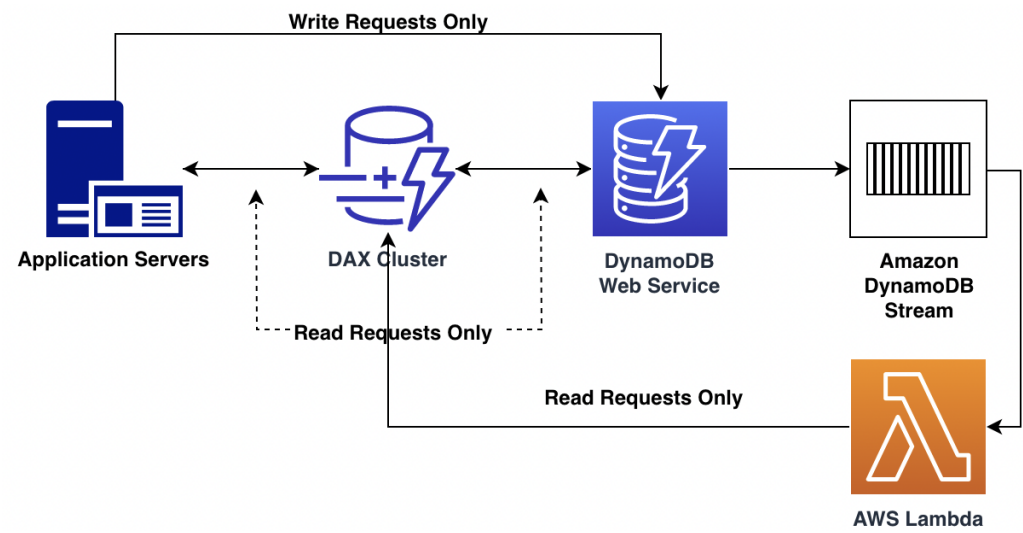 Write Requests Only
Application Servers
DAX Cluster
DynamoDB
Web Service
Amazon
DynamoDB
Stream
Read Requests Only
Read Requests Only
AWS Lambda